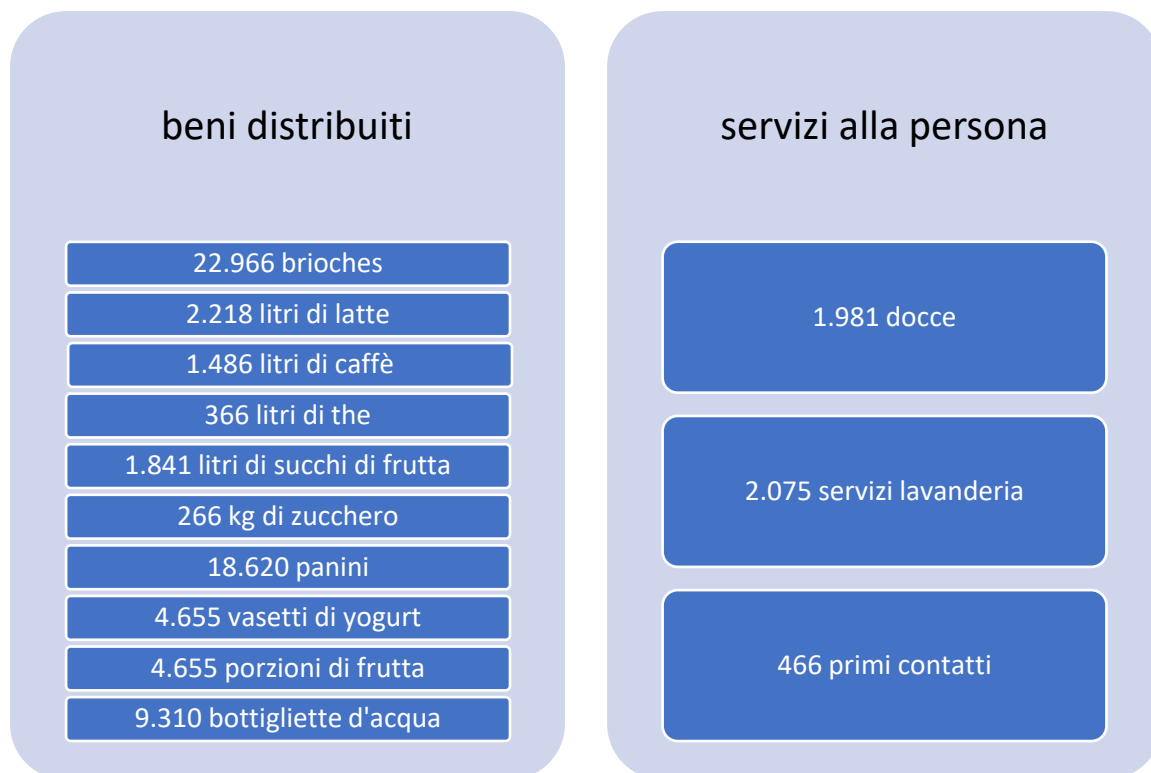 beni distribuiti
22.966 brioches
2.218 litri di latte
1.486 litri di caffè
366 litri di the
1.841 litri di succhi di frutta
266 kg di zucchero
18.620 panini
4.655 vasetti di yogurt
4.655 porzioni di frutta
9.310 bottigliette d'acqua
servizi alla persona
1.981 docce
2.075 servizi lavanderia
466 primi contatti